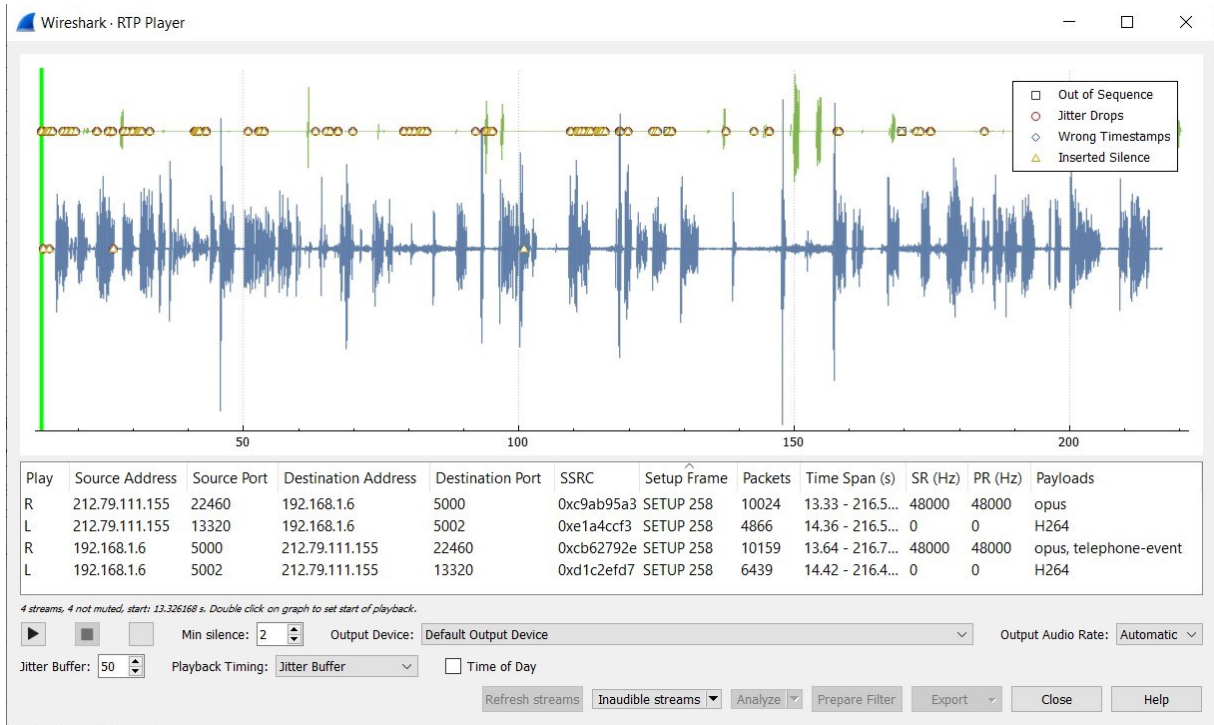 Wireshark · RTP Player
Out of Sequence
Jitter Drops
Wrong Timestamps
Inserted Silence
50 100 150 200
Play Source Address Source Port Destination Address Destination Port SSRC Setup Frame Packets Time Span (s) SR (Hz) PR (Hz) Payloads
R 212.79.111.155 22460 192.168.1.6 5000 0xc9ab95a3 SETUP 258 10024 13.33 - 216.5... 48000 48000 opus
L 212.79.111.155 13320 192.168.1.6 5002 0xe1a4ccf3 SETUP 258 4866 14.36 - 216.5... 0 0 H264
R 192.168.1.6 5000 212.79.111.155 22460 0xcb62792e SETUP 258 10159 13.64 - 216.7... 48000 48000 opus, telephone-event
L 192.168.1.6 5002 212.79.111.155 13320 0xd1c2efd7 SETUP 258 6439 14.42 - 216.4... 0 0 H264
4 streams, 4 not muted, start: 13.326168 s. Double click on graph to set start of playback.
Min silence: 2 Output Device: Default Output Device Output Audio Rate: Automatic
Jitter Buffer: 50 Playback Timing: Jitter Buffer Time of Day
Refresh streams Inaudible streams Analyze Prepare Filter Export Close Help